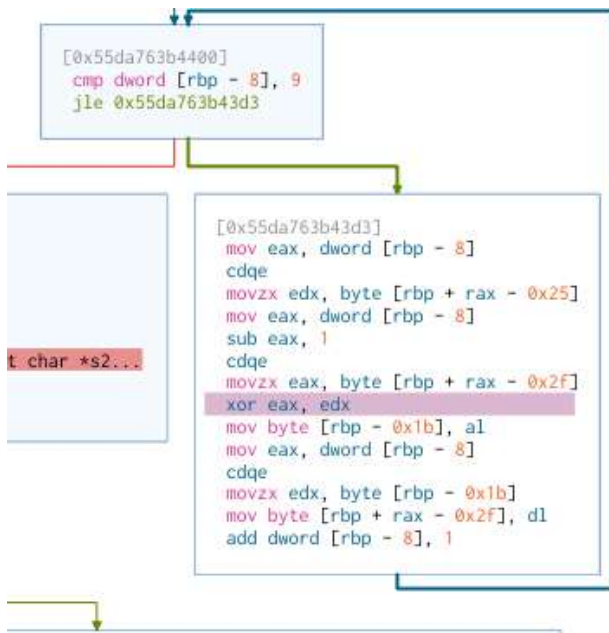 [0x55da763b4400]
cmp dword [rbp - 8], 9
jle 0x55da763b43d3
t char *s2...
[0x55da763b43d3]
mov eax, dword [rbp - 8]
cdqe
movzx edx, byte [rbp + rax - 0x25]
mov eax, dword [rbp - 8]
sub eax, 1
cdqe
movzx eax, byte [rbp + rax - 0x2f]
xor eax, edx
mov byte [rbp - 0x1b], al
mov eax, dword [rbp - 8]
cdqe
movzx edx, byte [rbp - 0x1b]
mov byte [rbp + rax - 0x2f], dl
add dword [rbp - 8], 1